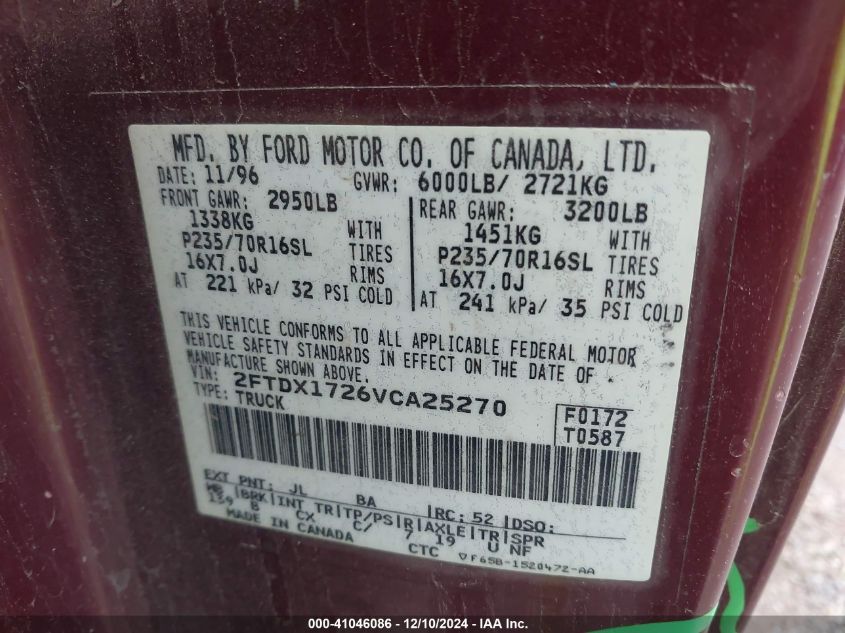 MFD. BY FORD MOTOR CO. OF CANADA, LTD.
DATE: 11/96 GVWR: 6000LB/ 2721KG
FRONT GAWR: 2950LB REAR GAWR: 3200LB
1338KG WITH 1451KG WITH
P235/70R16SL TIRES P235/70R16SL TIRES
16X7.0J RIMS 16X7.0J RIMS
AT 221 kPa/ 32 PSI COLD AT 241 kPa/ 35 PSI COLD
THIS VEHICLE CONFORMS TO ALL APPLICABLE FEDERAL MOTOR
VEHICLE SAFETY STANDARDS IN EFFECT ON THE DATE OF
MANUFACTURE SHOWN ABOVE.
VIN: 2FTDX1726VCA25270
TYPE: TRUCK
F0172
T0587
EXT PNT: JL BA RC: 52 DSO:
WB BRK INT TR TP/PS R AXLE TR SPR
139 B CX C/ 7 19 U NF
MADE IN CANADA CTC F65B-1520472-AA
000-41046086 - 12/10/2024 - IAA Inc.